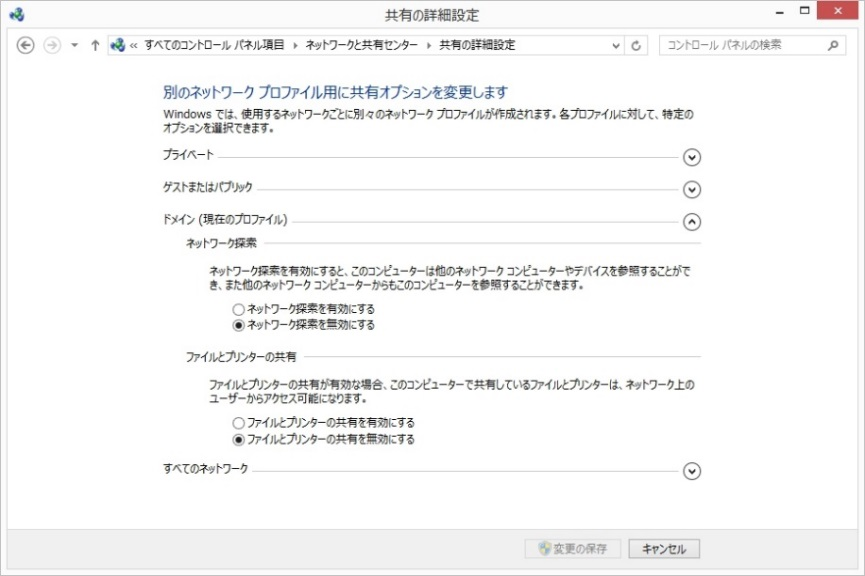 共有の詳細設定
« すべてのコントロール パネル項目 ▸ ネットワークと共有センター ▸ 共有の詳細設定
コントロール パネルの検索
別のネットワーク プロファイル用に共有オプションを変更します
Windows では、使用するネットワークごとに別々のネットワーク プロファイルが作成されます。各プロファイルに対して、特定の
オプションを選択できます。
プライベート
ゲストまたはパブリック
ドメイン (現在のプロファイル)
ネットワーク探索
ネットワーク探索を有効にすると、このコンピューターは他のネットワーク コンピューターやデバイスを参照することがで
き、また他のネットワーク コンピューターからもこのコンピューターを参照することができます。
ネットワーク探索を有効にする
ネットワーク探索を無効にする
ファイルとプリンターの共有
ファイルとプリンターの共有が有効な場合、このコンピューターで共有しているファイルとプリンターは、ネットワーク上の
ユーザーからアクセス可能になります。
ファイルとプリンターの共有を有効にする
ファイルとプリンターの共有を無効にする
すべてのネットワーク
変更の保存
キャンセル